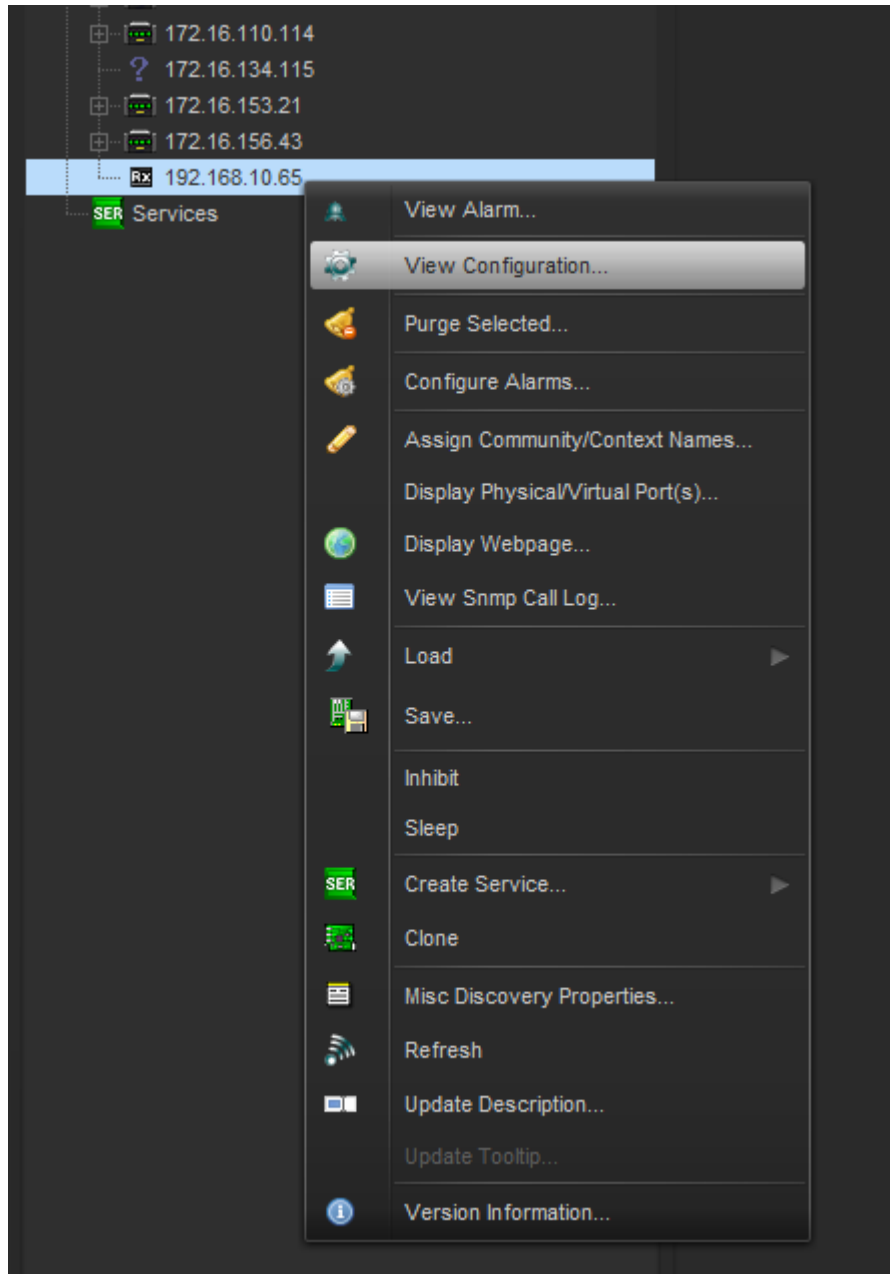 172.16.110.114
? 172.16.134.115
172.16.153.21
172.16.156.43
Rx 192.168.10.65
SER Services
View Alarm...
View Configuration...
Purge Selected...
Configure Alarms...
Assign Community/Context Names...
Display Physical/Virtual Port(s)...
Display Webpage...
View Snmp Call Log...
Load
Save...
Inhibit
Sleep
SER Create Service...
Clone
Misc Discovery Properties...
Refresh
Update Description...
Update Tooltip...
Version Information...